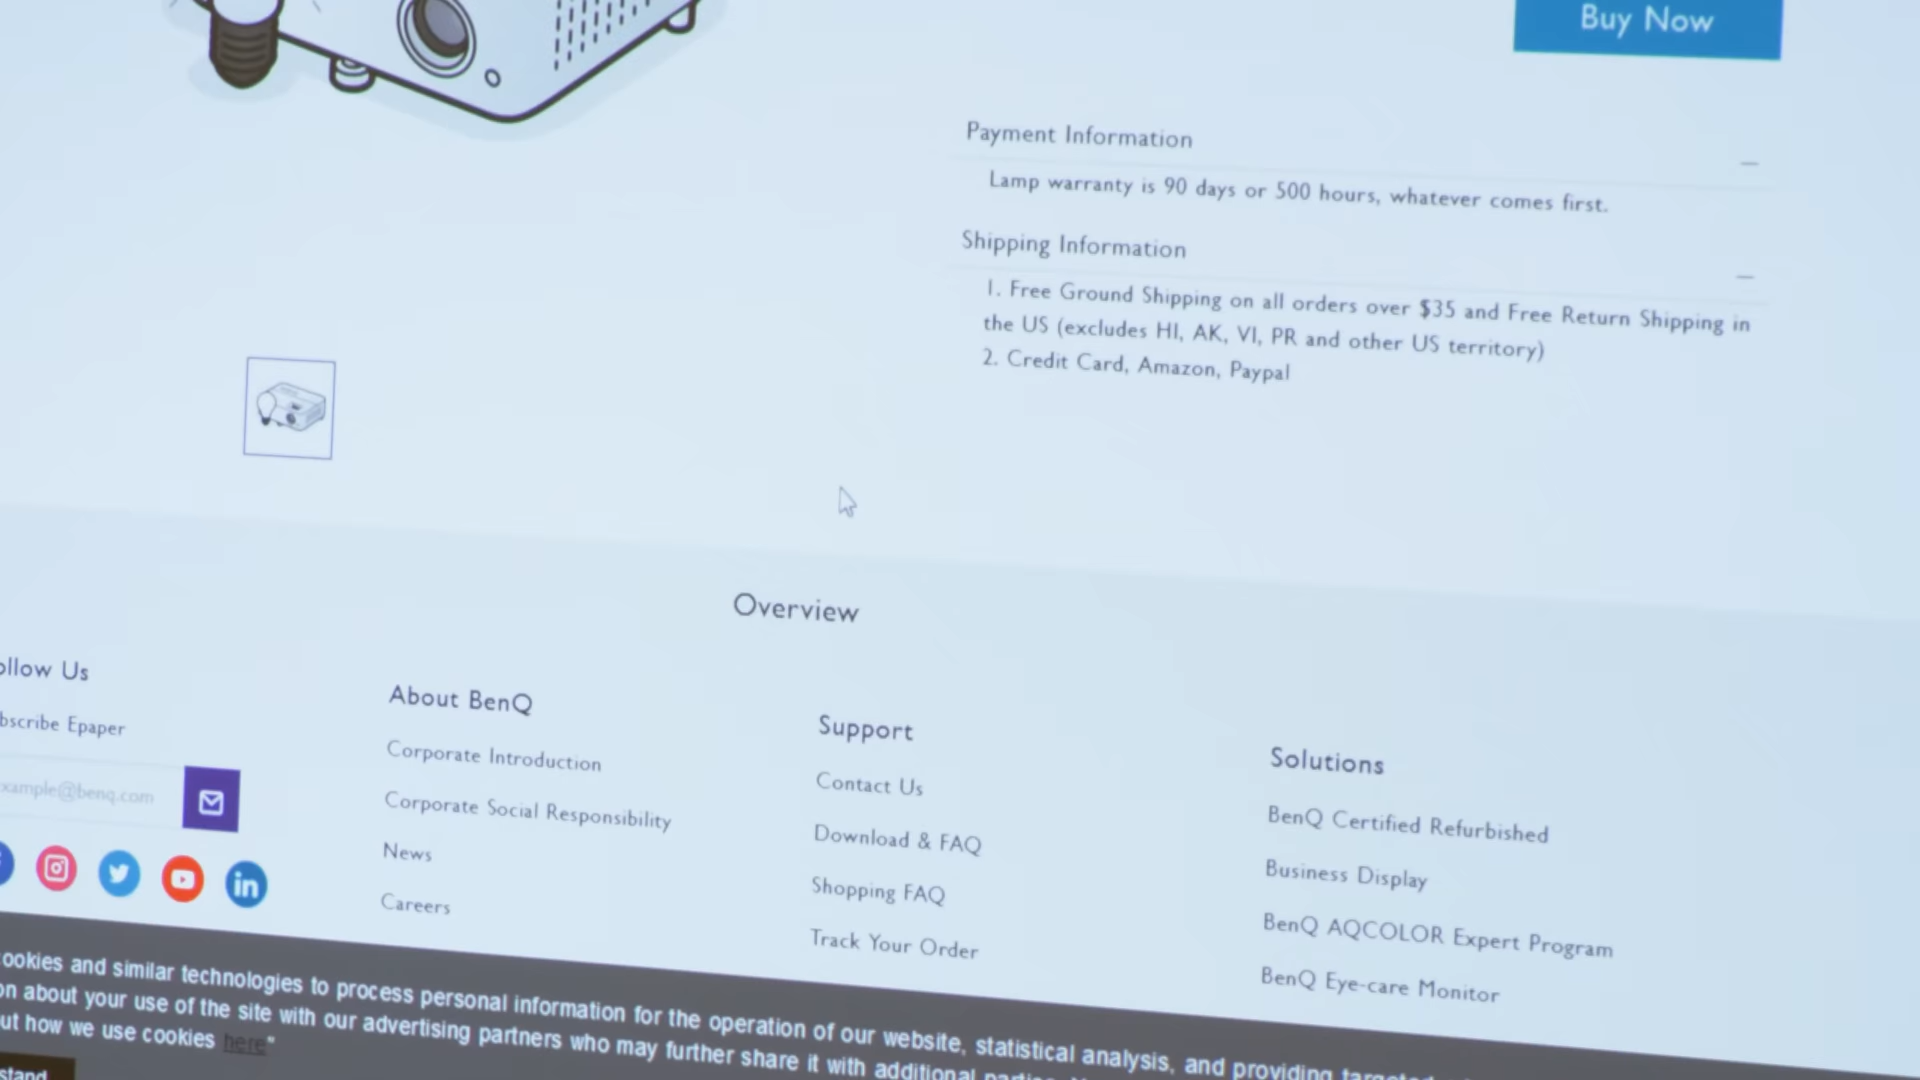 Buy Now
Payment Information
Lamp warranty is 90 days or 500 hours, whatever comes first.
Shipping Information
1. Free Ground Shipping on all orders over $35 and Free Return Shipping in
the US (excludes HI, AK, VI, PR and other US territory)
2. Credit Card, Amazon, Paypal
Overview
Us
Epaper
About BenQ
Corporate Introduction
Corporate Social Responsibility
News
Careers
Support
Contact Us
Download & FAQ
Shopping FAQ
Track Your Order
Solutions
BenQ Certified Refurbished
Business Display
BenQ AQCOLOR Expert Program
BenQ Eye-care Monitor
and similar technologies to process personal information for the operation of our website, statistical analysis, and providing
about your use of the site with our advertising partners who may further share it with additional
how we use cookies here"